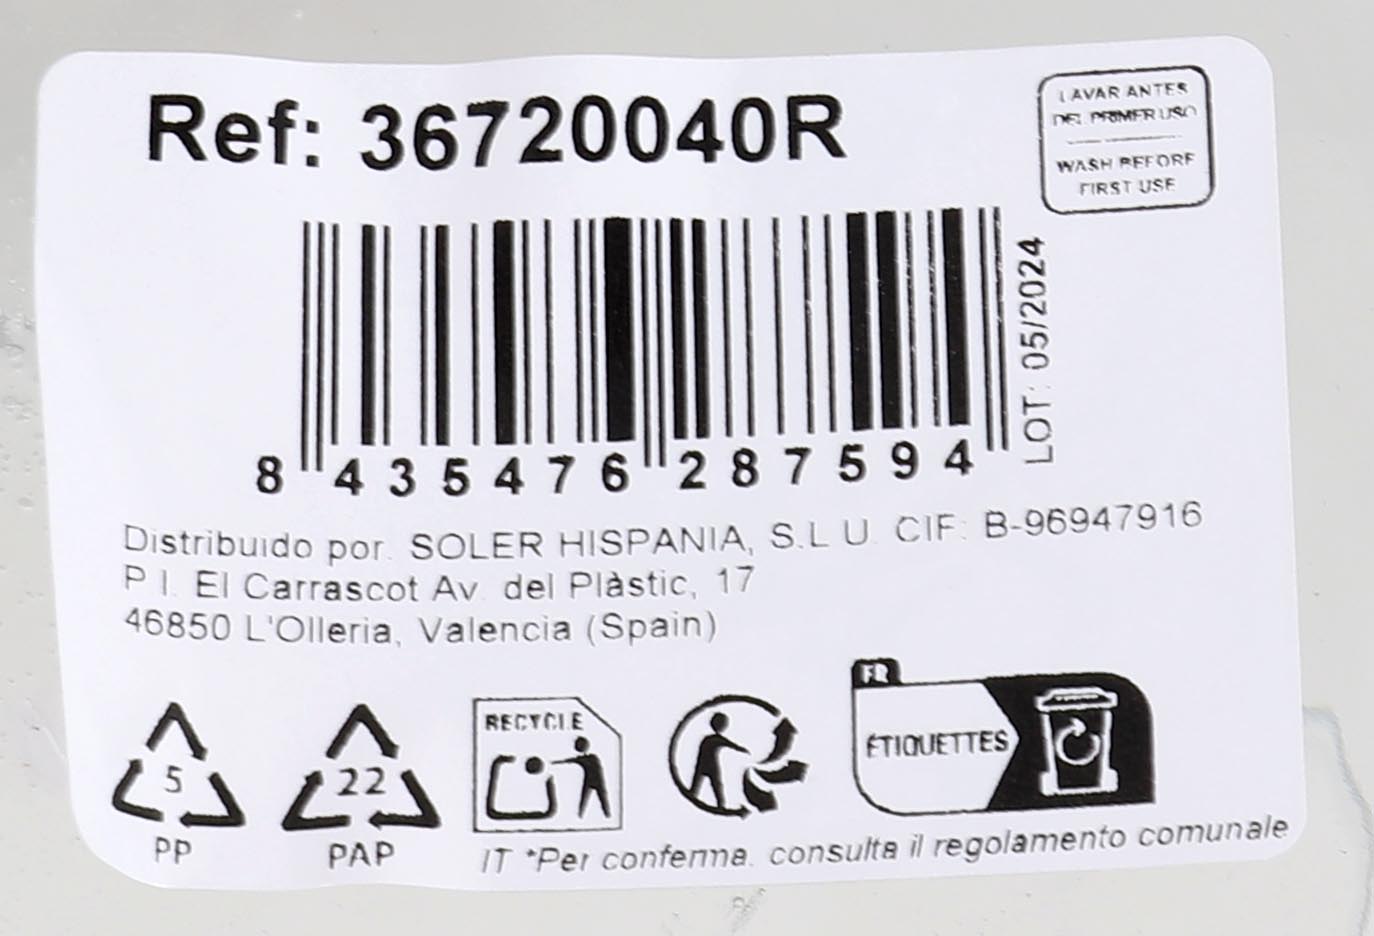 Ref: 36720040R
LAVAR ANTES
DEL PRIMER USO
WASH BEFORE
FIRST USE
LOT: 05/2024
8 435476 287594
Distribuido por. SOLER HISPANIA, S.L U. CIF: B-96947916
P I. El Carrascot Av. del Plàstic, 17
46850 L'Olleria, Valencia (Spain)
5
PP
22
PAP
RECYCLE
FR
ÉTIQUETTES
IT *Per conferma. consulta il regolamento comunale